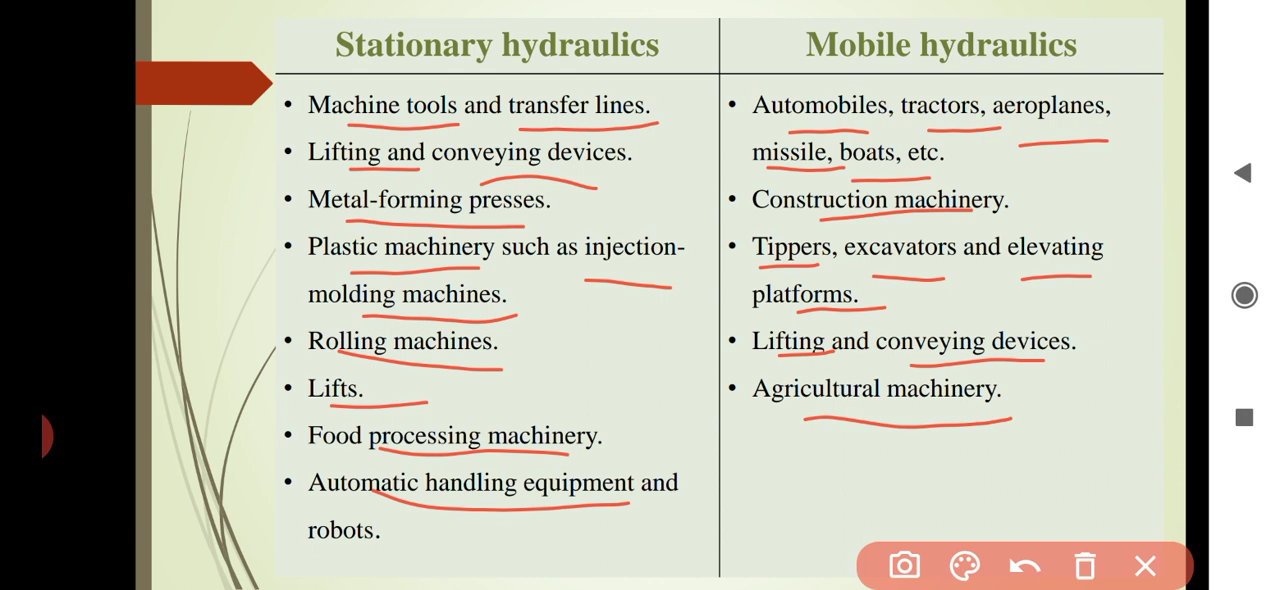 Stationary hydraulics
• Machine tools and transfer lines.
• Lifting and conveying devices.
• Metal-forming presses.
• Plastic machinery such as injection-
molding machines.
• Rolling machines.
• Lifts.
• Food processing machinery.
• Automatic handling equipment and
robots.
Mobile hydraulics
• Automobiles, tractors, aeroplanes,
missile, boats, etc.
• Construction machinery.
• Tippers, excavators and elevating
platforms.
• Lifting and conveying devices.
• Agricultural machinery.